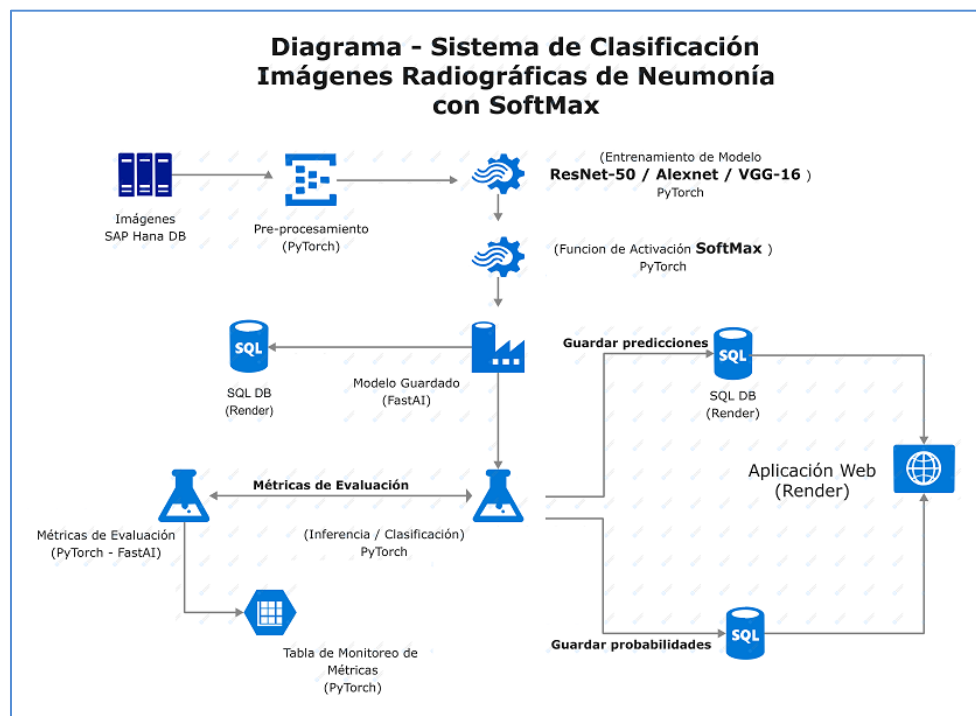 Diagrama - Sistema de Clasificación
Imágenes Radiográficas de Neumonía
con SoftMax
(Entrenamiento de Modelo
ResNet-50 / Alexnet / VGG-16 )
PyTorch
Imágenes
SAP Hana DB
Pre-procesamiento
(PyTorch)
(Funcion de Activación SoftMax )
PyTorch
SQL
SQL DB
(Render)
Modelo Guardado
(FastAI)
Guardar predicciones
SQL
SQL DB
(Render)
Aplicación Web
(Render)
Métricas de Evaluación
Métricas de Evaluación
(PyTorch - FastAI)
(Inferencia / Clasificación)
PyTorch
Guardar probabilidades
SQL
Tabla de Monitoreo de
Métricas
(PyTorch)